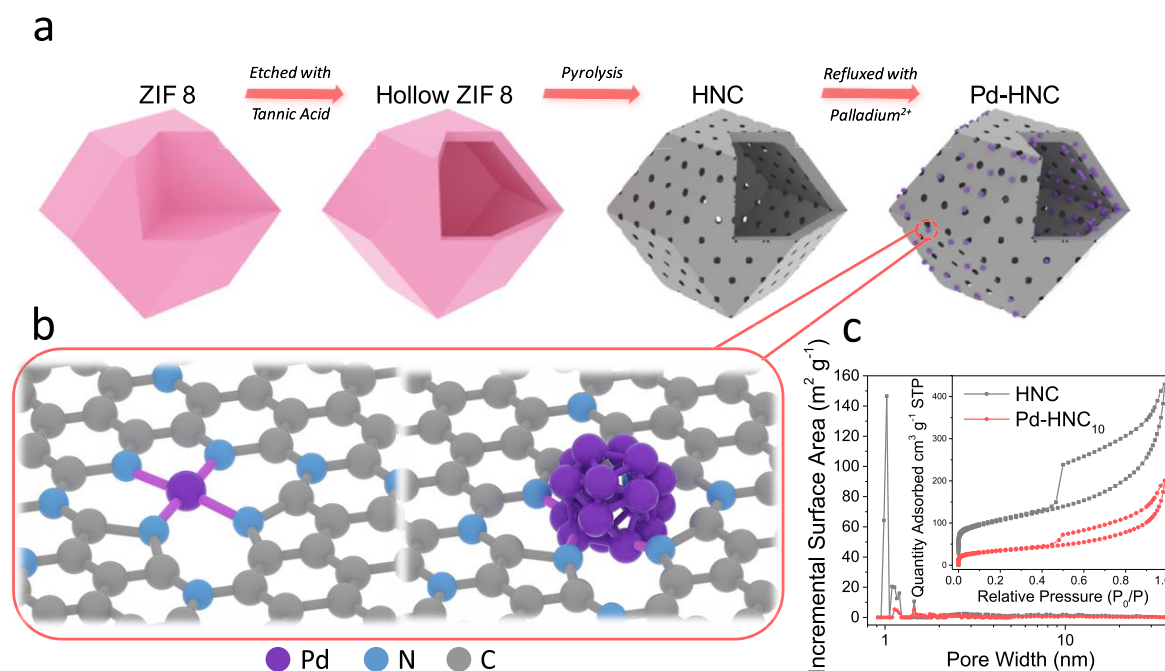 a
ZIF 8
Etched with
Tannic Acid
Hollow ZIF 8
Pyrolysis
HNC
Refluxed with
Palladium²⁺
Pd-HNC
b
Pd N C
c
Incremental Surface Area (m² g⁻¹)
160
140
120
100
80
60
40
20
0
1 10
Pore Width (nm)
Quantity Adsorbed cm³ g⁻¹ STP
400
300
200
100
0
0.0 0.2 0.4 0.6 0.8 1.0
Relative Pressure (P₀/P)
HNC
Pd-HNC₁₀